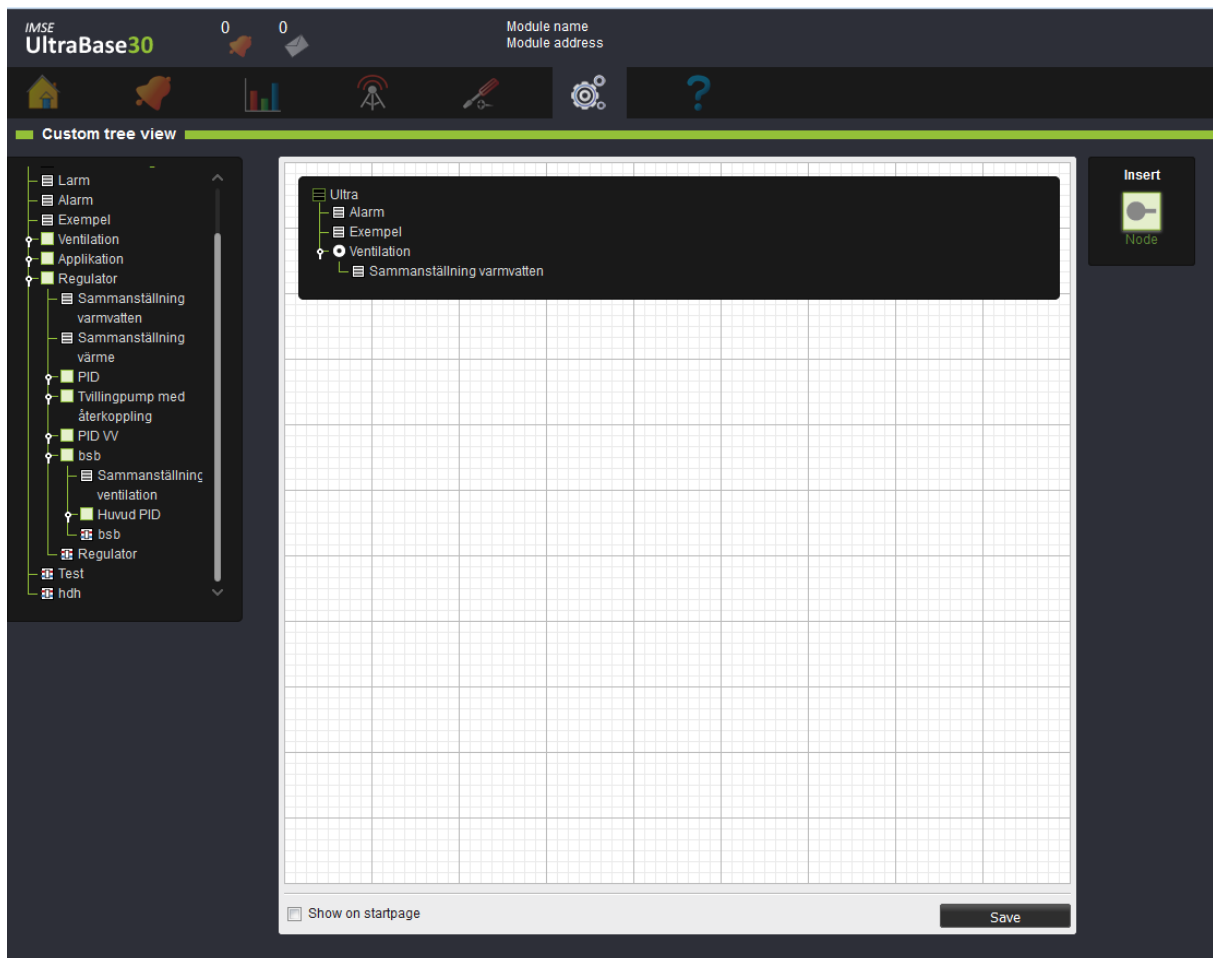 IMSE
UltraBase30
0
0
Module name
Module address
?
Custom tree view
Larm
Alarm
Exempel
Ventilation
Applikation
Regulator
Sammanställning
varmvatten
Sammanställning
värme
PID
Tvillingpump med
återkoppling
PID VV
bsb
Sammanställning
ventilation
Huvud PID
bsb
Regulator
Test
hdh
Ultra
Alarm
Exempel
Ventilation
Sammanställning varmvatten
Show on startpage
Save
Insert
Node